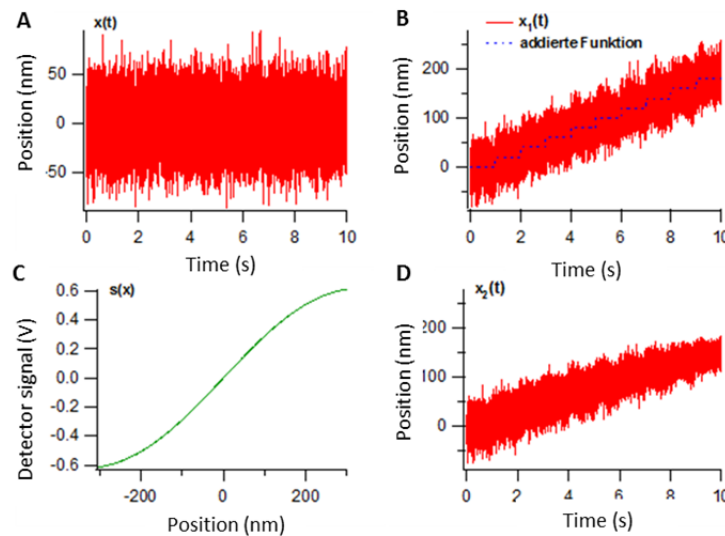 A
x(t)
Position (nm)
50
0
-50
0 2 4 6 8 10
Time (s)
B
x₁(t)
addierte Funktion
Position (nm)
200
100
0
0 2 4 6 8 10
Time (s)
C
s(x)
Detector signal (V)
0.6
0.4
0.2
0.0
-0.2
-0.4
-0.6
-200 0 200
Position (nm)
D
x₂(t)
Position (nm)
200
100
0
0 2 4 6 8 10
Time (s)